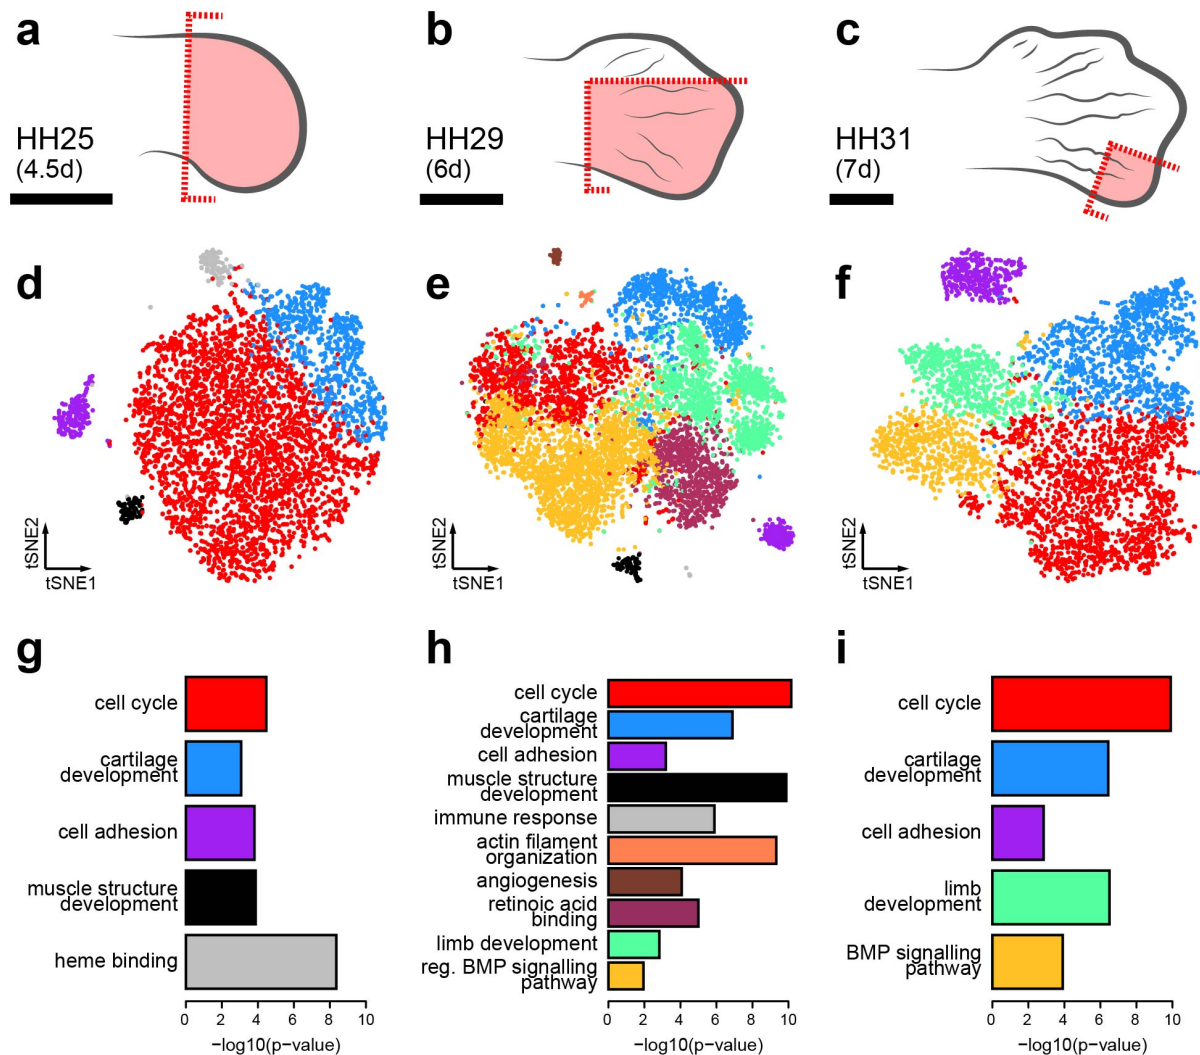 a
HH25
(4.5d)
b
HH29
(6d)
c
HH31
(7d)
d
tSNE2
tSNE1
e
tSNE2
tSNE1
f
tSNE2
tSNE1
g
cell cycle
cartilage
development
cell adhesion
muscle structure
development
heme binding
0 2 4 6 8 10
−log10(p−value)
h
cell cycle
cartilage
development
cell adhesion
muscle structure
development
immune response
actin filament
organization
angiogenesis
retinoic acid
binding
limb development
reg. BMP signalling
pathway
0 2 4 6 8 10
−log10(p−value)
i
cell cycle
cartilage
development
cell adhesion
limb
development
BMP signalling
pathway
0 2 4 6 8 10
−log10(p−value)